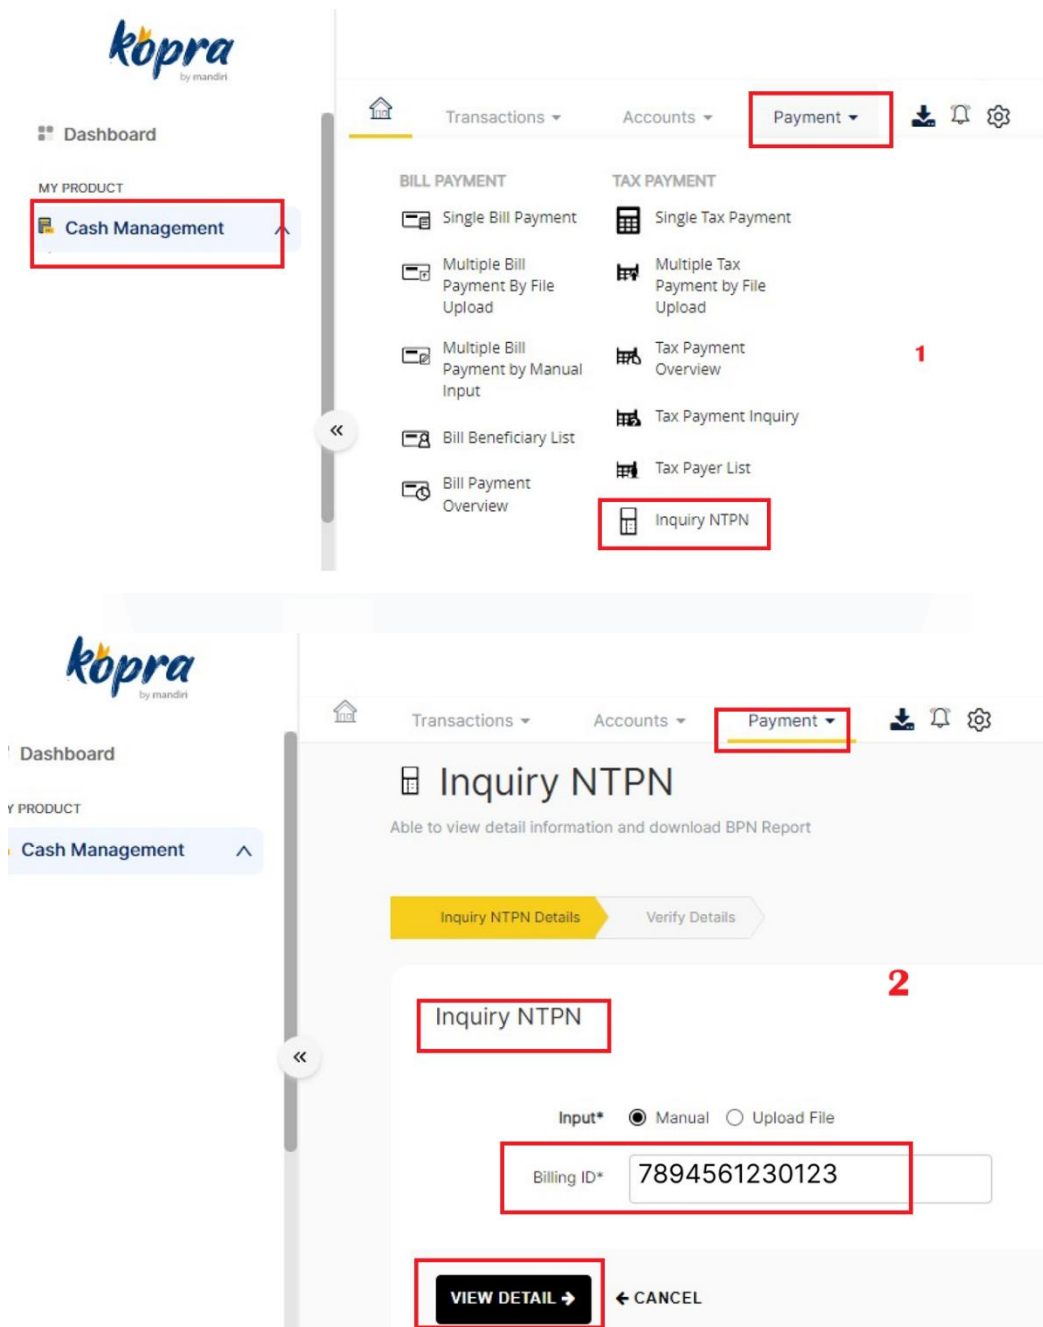 kopra
by mandiri
Dashboard
MY PRODUCT
Cash Management
Transactions
Accounts
Payment
BILL PAYMENT
Single Bill Payment
Multiple Bill
Payment By File
Upload
Multiple Bill
Payment by Manual
Input
Bill Beneficiary List
Bill Payment
Overview
TAX PAYMENT
Single Tax Payment
Multiple Tax
Payment by File
Upload
Tax Payment
Overview
Tax Payment Inquiry
Tax Payer List
Inquiry NTPN
1
kopra
by mandiri
Dashboard
Y PRODUCT
Cash Management
Transactions
Accounts
Payment
Inquiry NTPN
Able to view detail information and download BPN Report
Inquiry NTPN Details
Verify Details
2
Inquiry NTPN
Input* Manual Upload File
Billing ID* 7894561230123
VIEW DETAIL → ← CANCEL